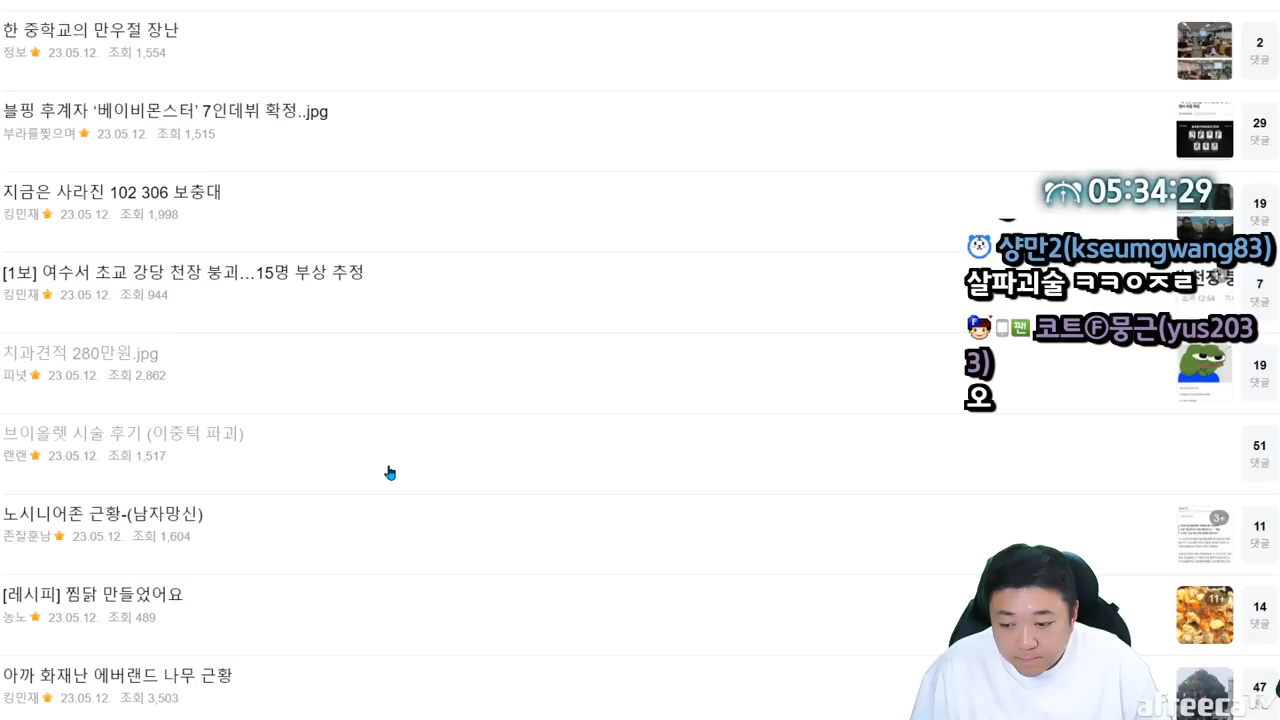 한 중학교의 만우절 장난
정보 23.05.12. 조회 1,554
2
댓글
블핑 후계자 ‘베이비몬스터’ 7인데뷔 확정..jpg
부라를찢으며 23.05.12. 조회 1,515
29
댓글
지금은 사라진 102 306 보충대
킹민재 23.05.12. 조회 1,998
19
댓글
05:34:29
샹만2(kseumgwang83)
살파괴술 ㅋㅋㅇㅈㄹ
[1보] 여수서 초교 강당 천장 붕괴…15명 부상 추정
킹민재 23.05.12. 조회 944
7
댓글
코트Ⓕ뭉근(yus203
3)
오
치과견적 280만원.jpg
피넛 23.05.12. 조회 2,862
19
댓글
브이올렛 시술 후기 (이중턱 파괴)
랜랜 23.05.12. 조회 1,517
51
댓글
노시니어존 근황-(남자망신)
존잘훈남 23.05.12. 조회 1,604
3+
11
댓글
[레시피] 찜닭 만들었어요
농노 23.05.12. 조회 489
11+
14
댓글
아까 화재난 에버랜드 나무 근황
킹민재 23.05.12. 조회 3,503
47
afreecaTV